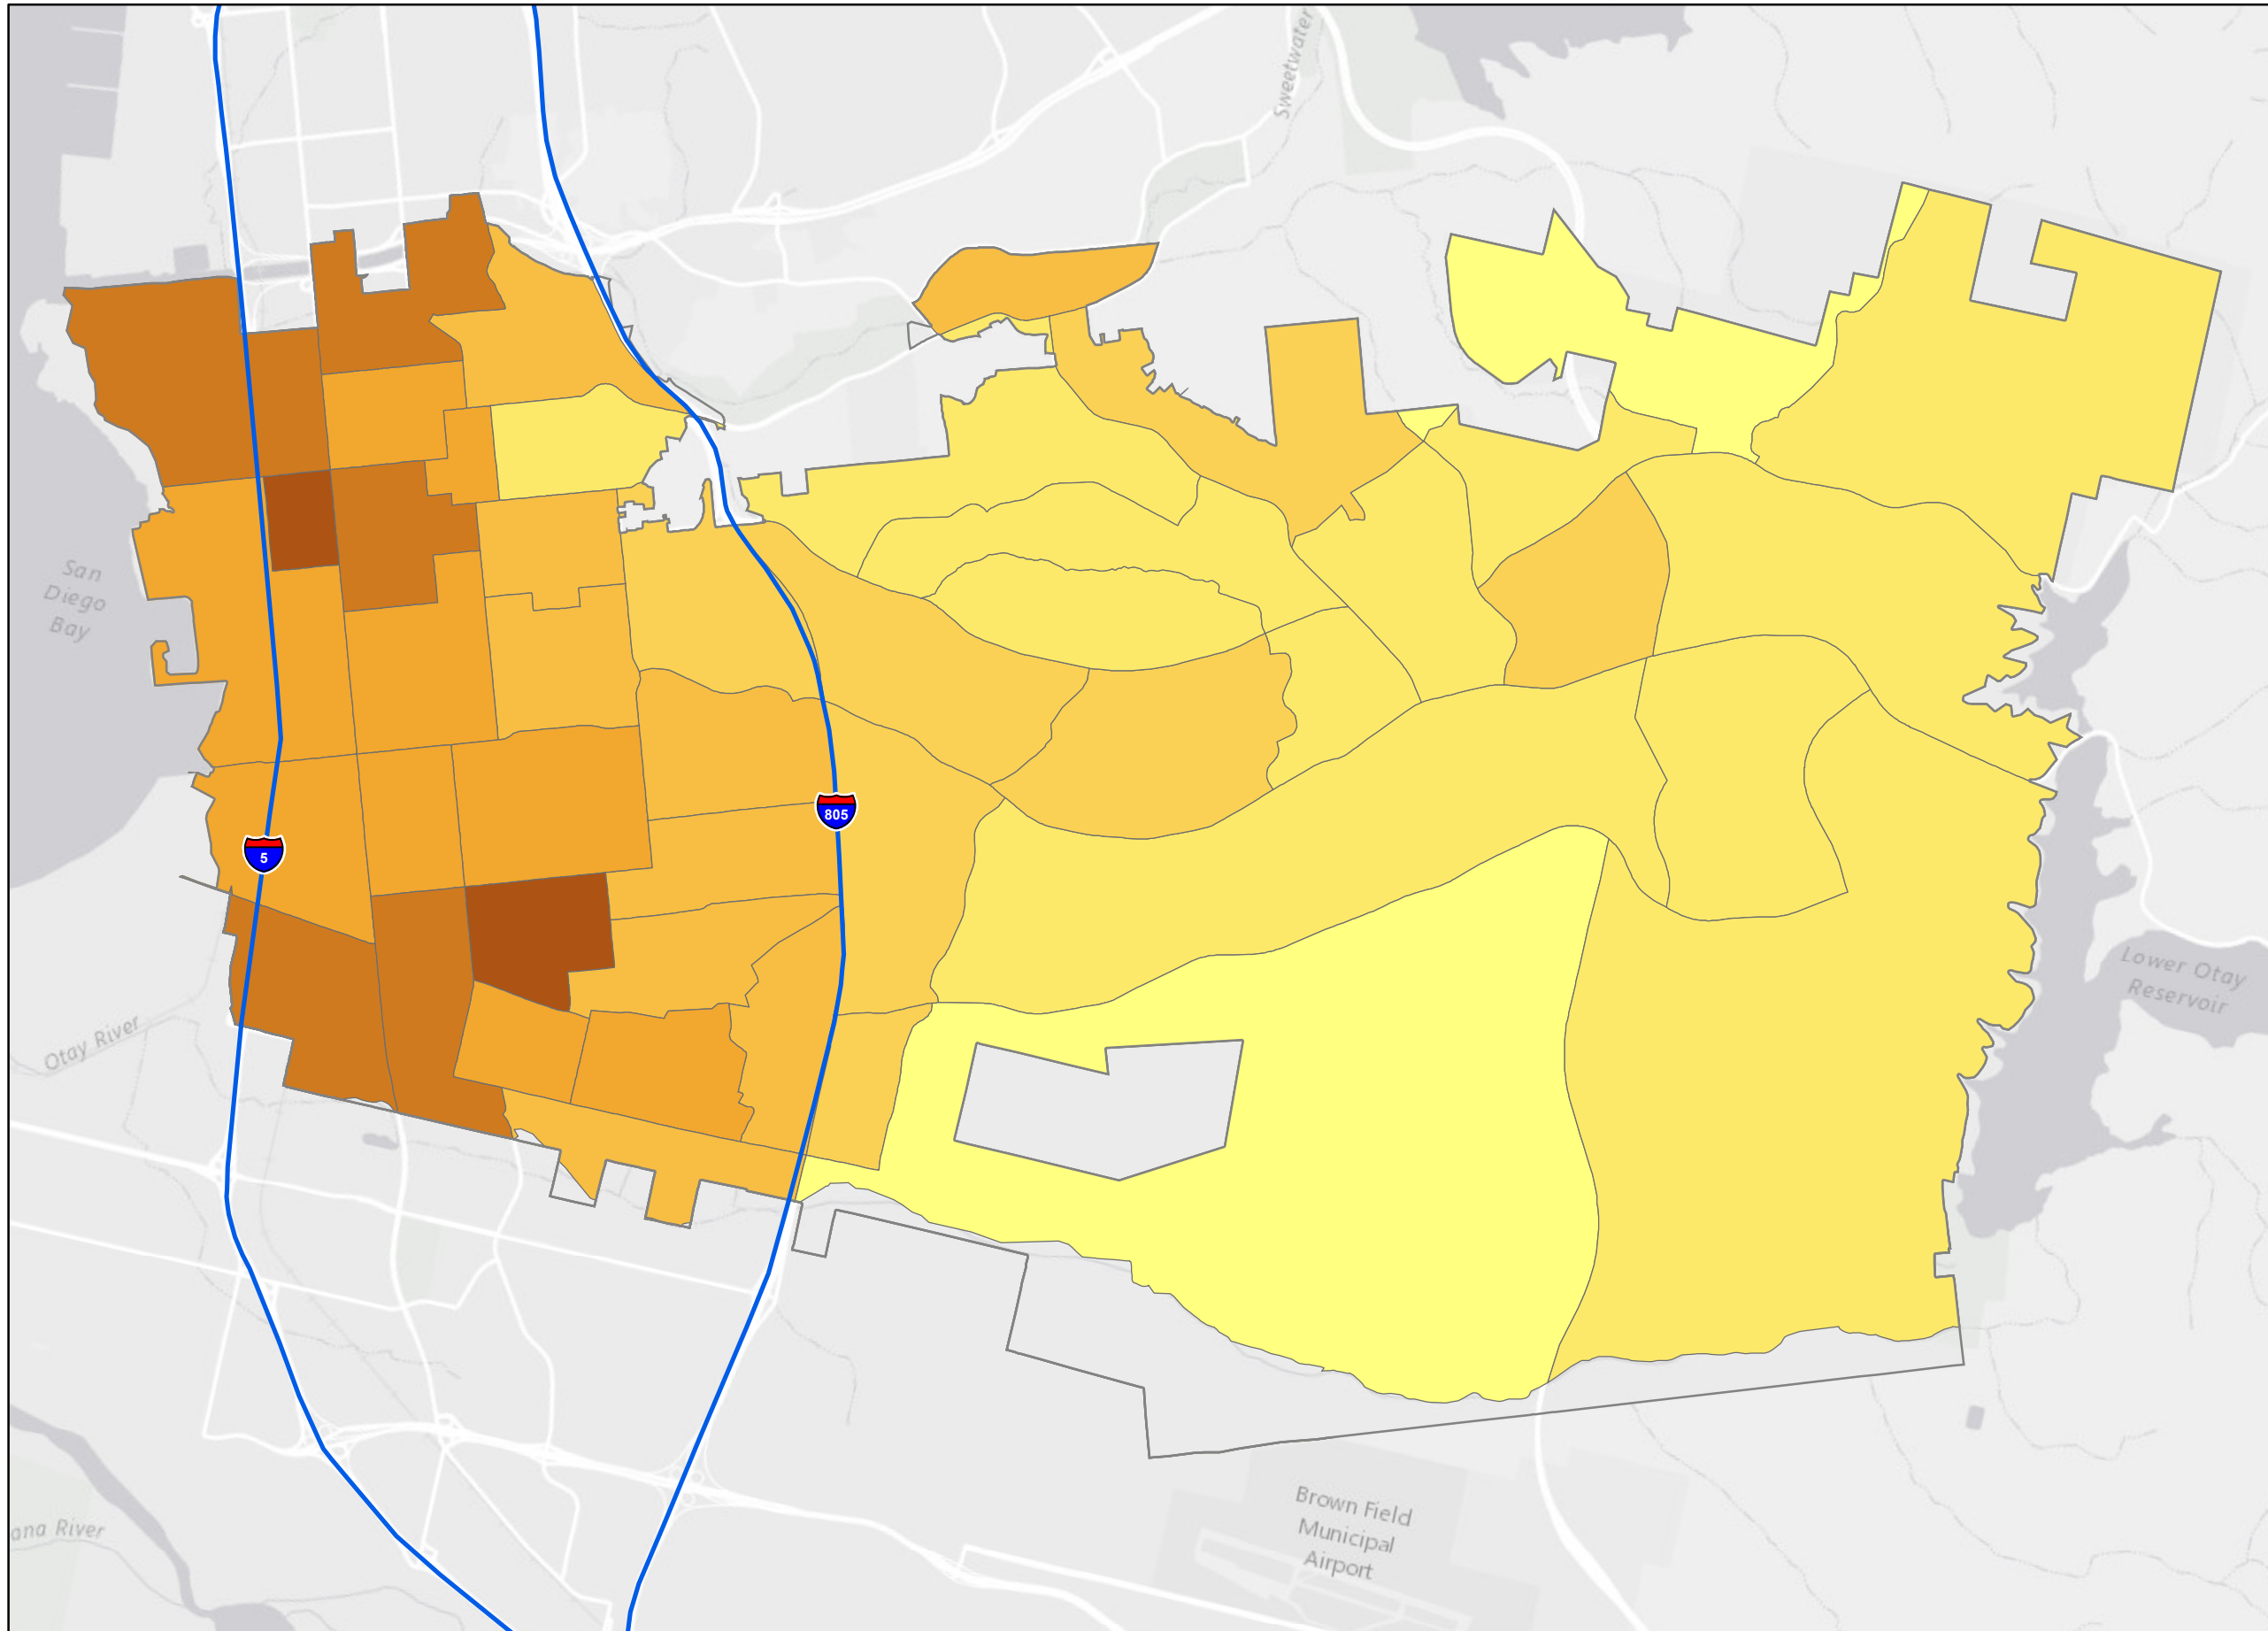 Sweetwater
San
Diego
Bay
805
5
Lower Otay
Reservoir
Otay River
Brown Field
Municipal
Airport
ana River